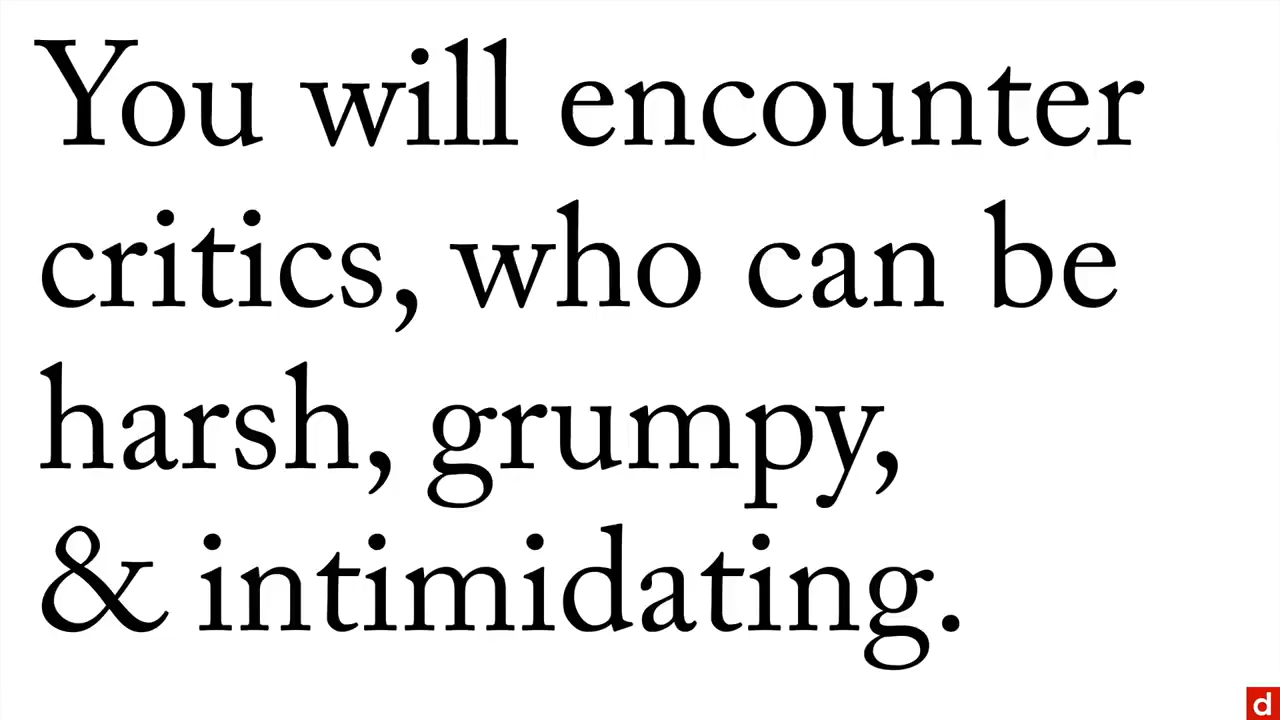 You will encounter
critics, who can be
harsh, grumpy,
& intimidating.
d